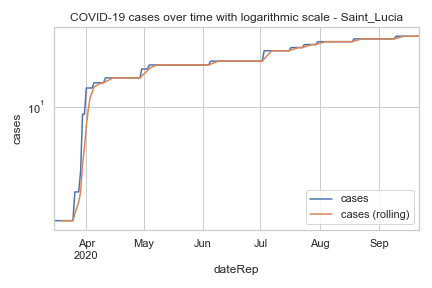 COVID-19 cases over time with logarithmic scale - Saint_Lucia
cases
10¹
cases
cases (rolling)
Apr
2020
May
Jun
Jul
Aug
Sep
dateRep